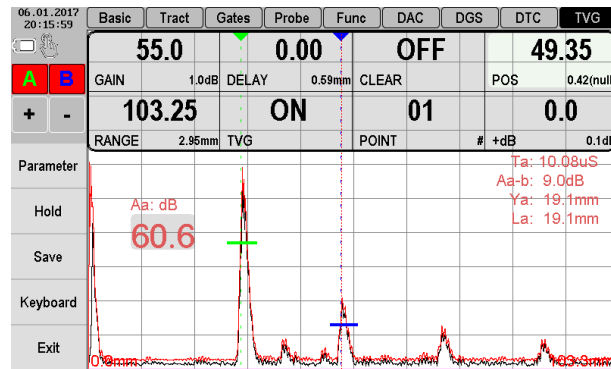 06.01.2017
20:15:59
Basic Tract Gates Probe Func DAC DGS DTC TVG
55.0 0.00 OFF 49.35
A B
GAIN 1.0dB DELAY 0.59mm CLEAR POS 0.42(null
+ -
103.25 ON 01 0.0
RANGE 2.95mm TVG POINT # +dB 0.1d
Parameter
Hold
Save
Keyboard
Exit
Aa: dB
60.6
Ta: 10.08uS
Aa-b: 9.0dB
Ya: 19.1mm
La: 19.1mm